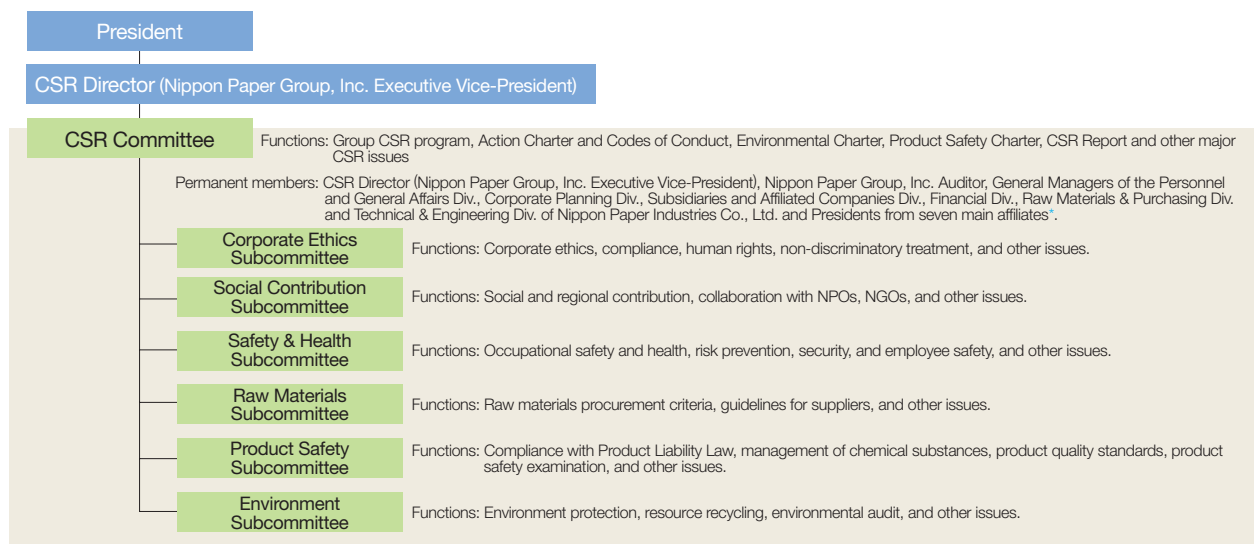 President
CSR Director (Nippon Paper Group, Inc. Executive Vice-President)
CSR Committee
Functions: Group CSR program, Action Charter and Codes of Conduct, Environmental Charter, Product Safety Charter, CSR Report and other major
CSR issues
Permanent members: CSR Director (Nippon Paper Group, Inc. Executive Vice-President), Nippon Paper Group, Inc. Auditor, General Managers of the Personnel
and General Affairs Div., Corporate Planning Div., Subsidiaries and Affiliated Companies Div., Financial Div., Raw Materials & Purchasing Div.
and Technical & Engineering Div. of Nippon Paper Industries Co., Ltd. and Presidents from seven main affiliates*.
Corporate Ethics
Subcommittee
Functions: Corporate ethics, compliance, human rights, non-discriminatory treatment, and other issues.
Social Contribution
Subcommittee
Functions: Social and regional contribution, collaboration with NPOs, NGOs, and other issues.
Safety & Health
Subcommittee
Functions: Occupational safety and health, risk prevention, security, and employee safety, and other issues.
Raw Materials
Subcommittee
Functions: Raw materials procurement criteria, guidelines for suppliers, and other issues.
Product Safety
Subcommittee
Functions: Compliance with Product Liability Law, management of chemical substances, product quality standards, product
safety examination, and other issues.
Environment
Subcommittee
Functions: Environment protection, resource recycling, environmental audit, and other issues.